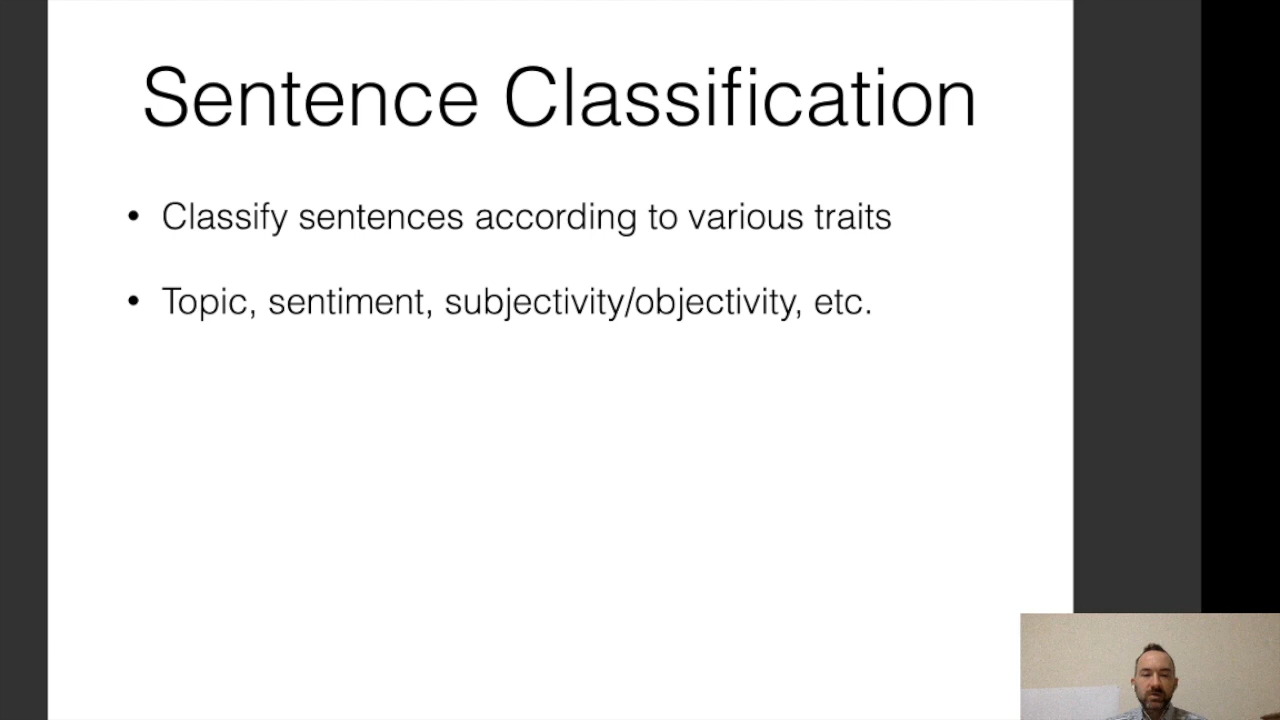 Sentence Classification
• Classify sentences according to various traits
• Topic, sentiment, subjectivity/objectivity, etc.